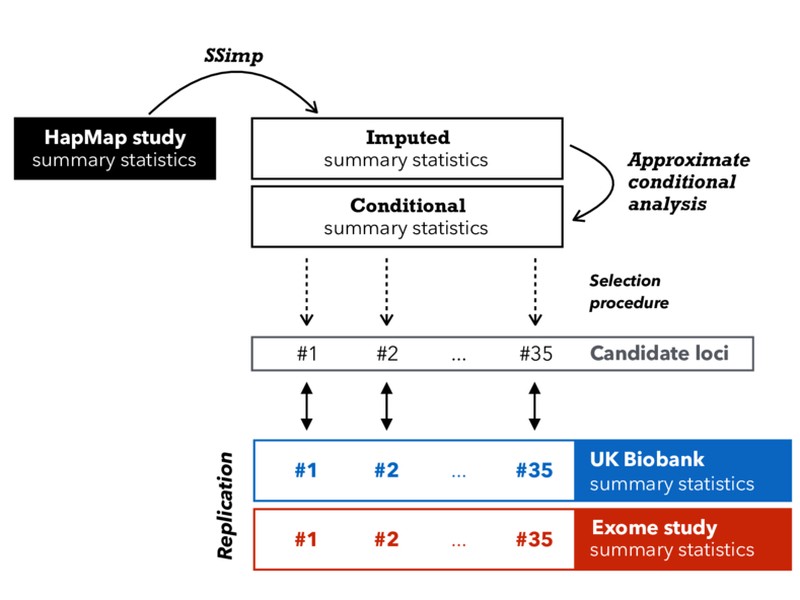 SSimp
HapMap study
summary statistics
Imputed
summary statistics
Approximate
conditional
analysis
Conditional
summary statistics
Selection
procedure
#1 #2 ... #35 Candidate loci
Replication
#1 #2 ... #35 UK Biobank
summary statistics
#1 #2 ... #35 Exome study
summary statistics